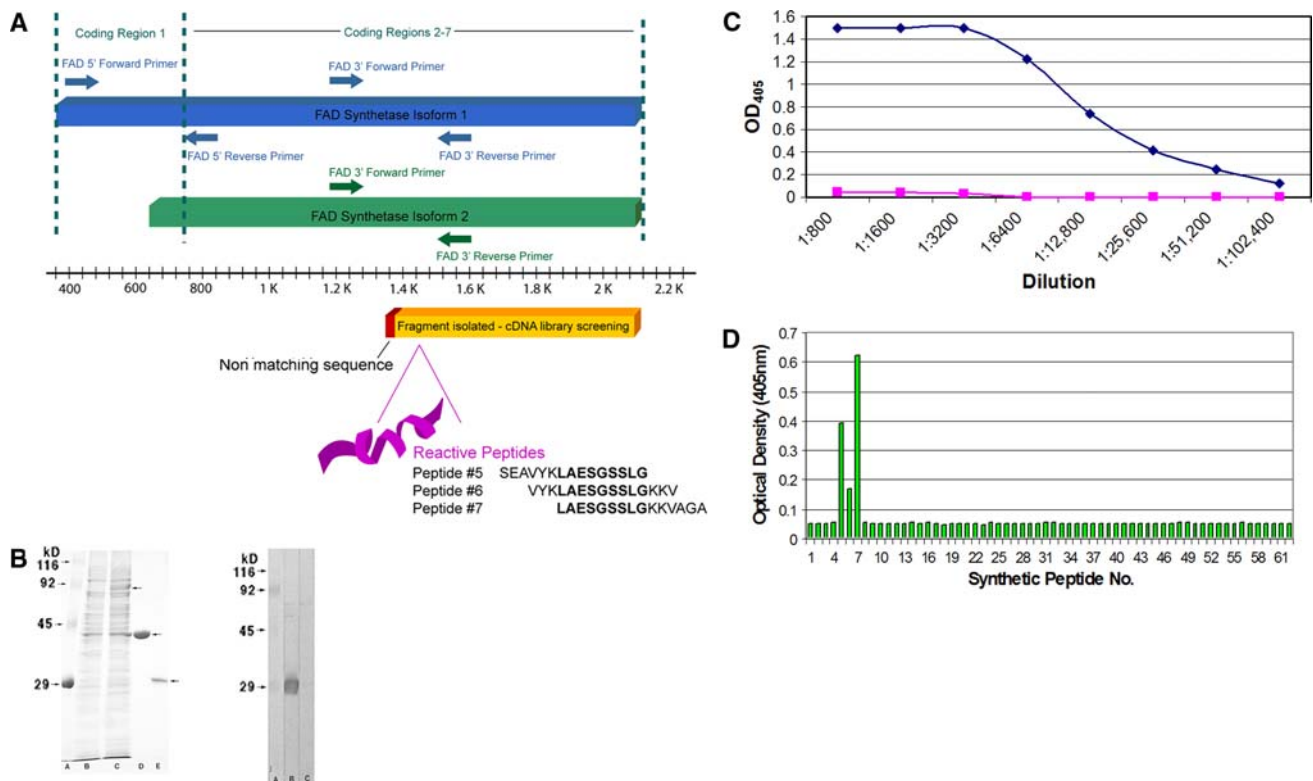 A
Coding Region 1
Coding Regions 2-7
FAD 5' Forward Primer
FAD 3' Forward Primer
FAD Synthetase Isoform 1
FAD 5' Reverse Primer
FAD 3' Reverse Primer
FAD 3' Forward Primer
FAD Synthetase Isoform 2
FAD 3' Reverse Primer
400 600 800 1 K 1.2 K 1.4 K 1.6 K 1.8 K 2 K 2.2 K
Fragment isolated - cDNA library screening
Non matching sequence
Reactive Peptides
Peptide #5 SEAVYKLAESGSSLG
Peptide #6 VYKLAESGSSLGKKV
Peptide #7 LAESGSSLGKKVAGA
B
kD
116
92
45
29
A B C D E
kD
116
92
45
29
A B C
C
OD405
1.6
1.4
1.2
1
0.8
0.6
0.4
0.2
0
1:800 1:1600 1:3200 1:6400 1:12,800 1:25,600 1:51,200 1:102,400
Dilution
D
Optical Density (405nm)
0.7
0.6
0.5
0.4
0.3
0.2
0.1
0
1 4 7 10 13 16 19 22 25 28 31 34 37 40 43 46 49 52 55 58 61
Synthetic Peptide No.